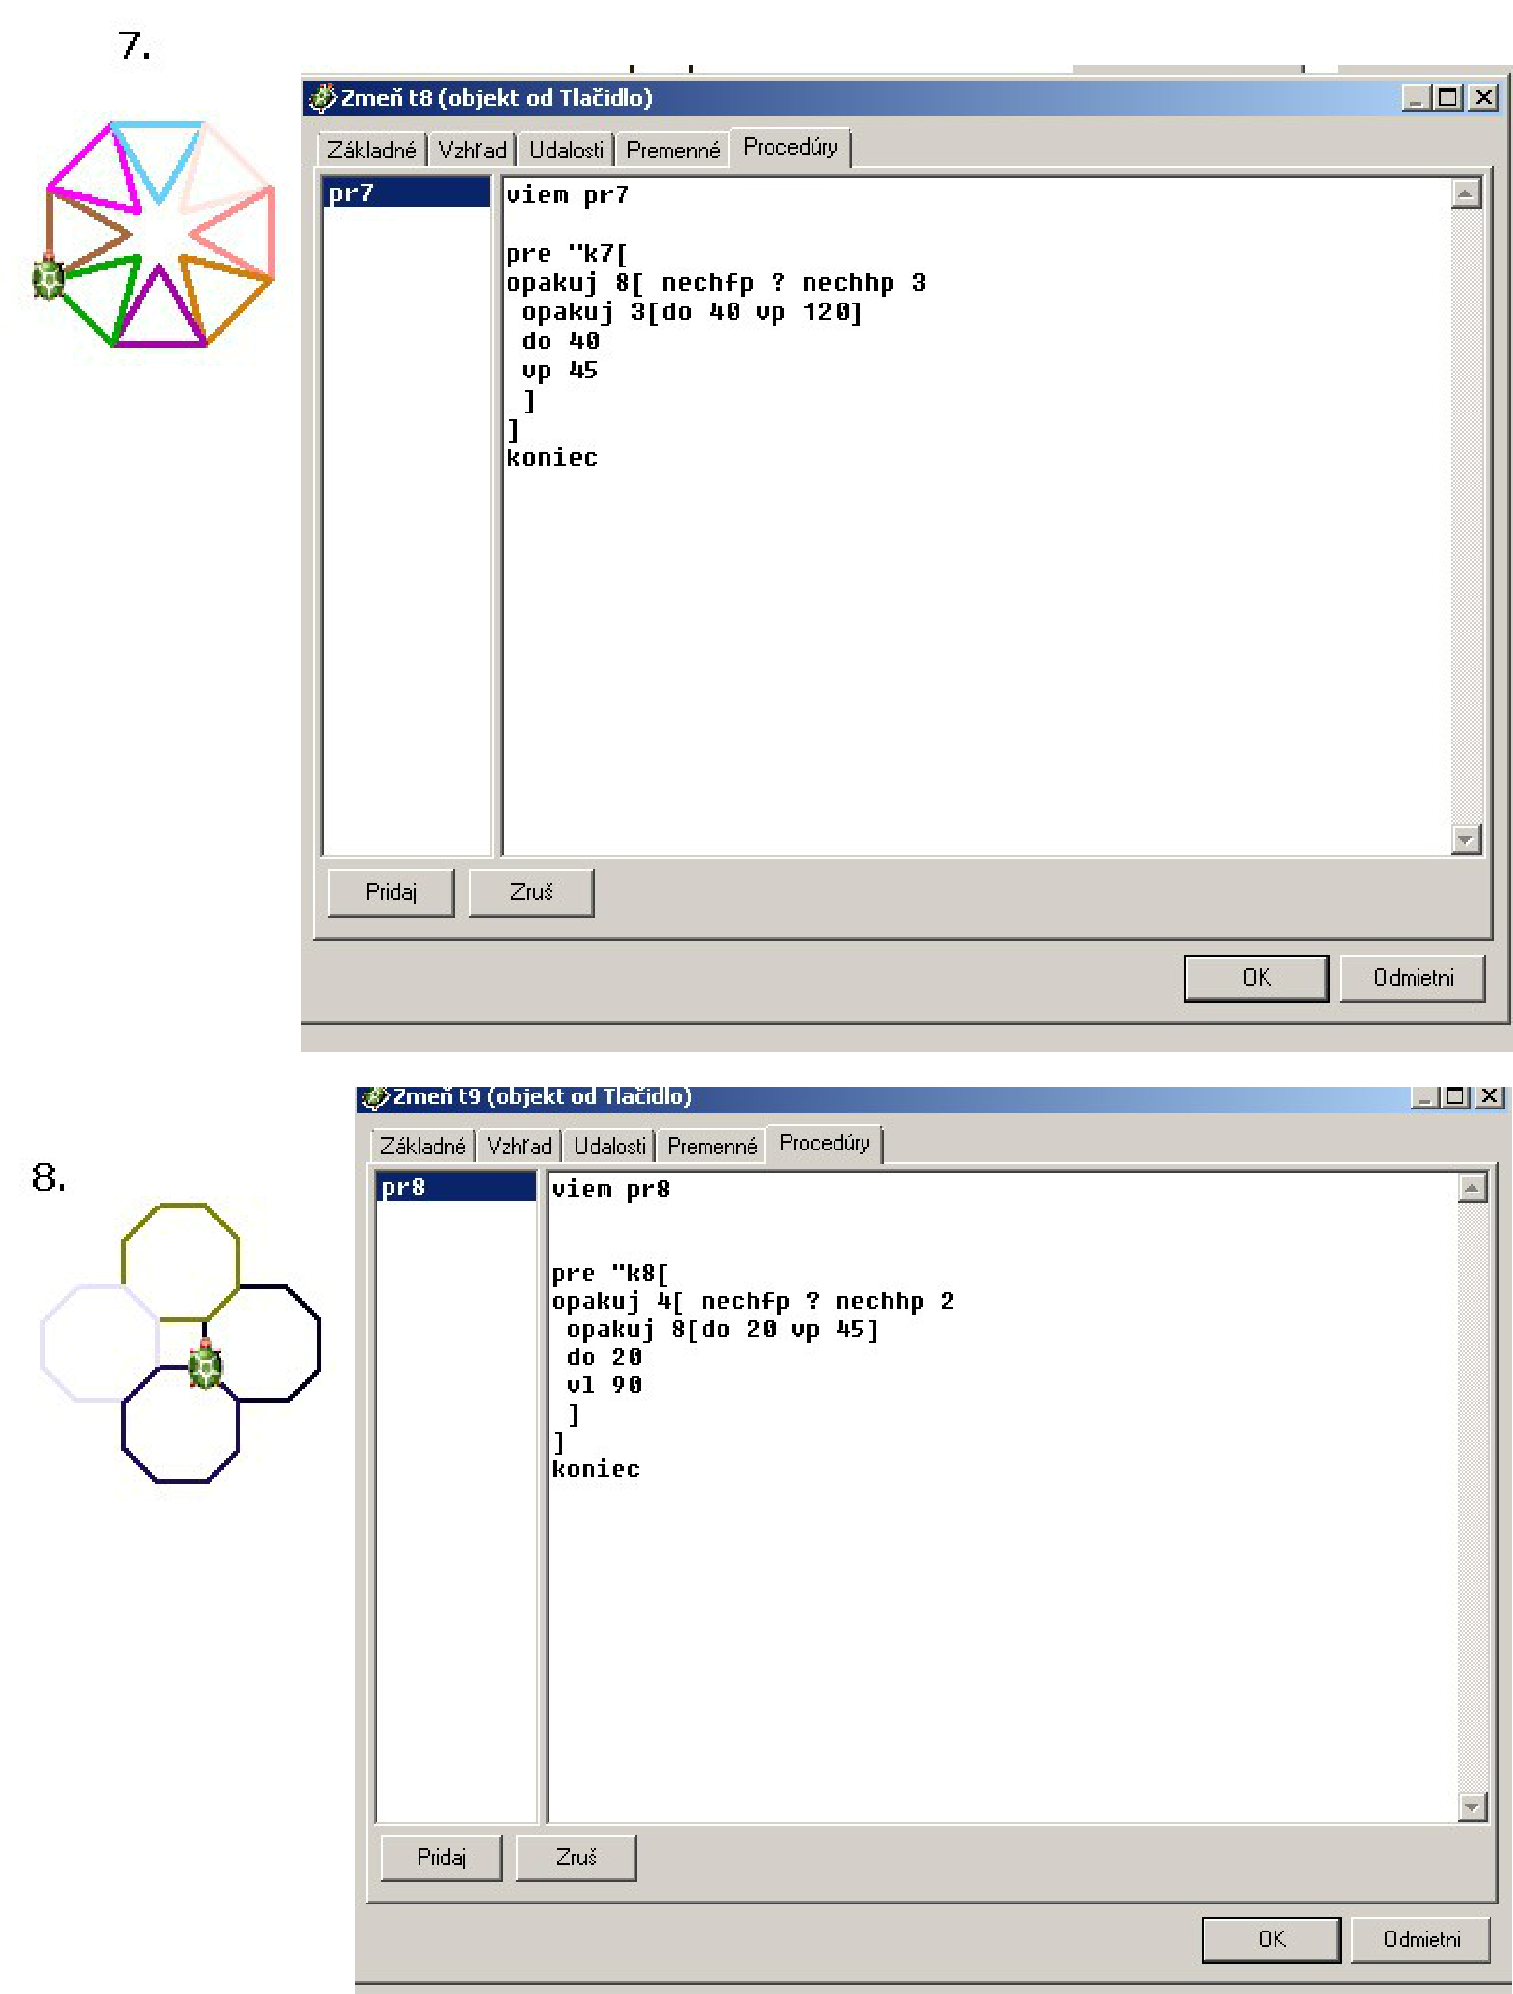 7.
Zmeň t8 (objekt od Tlačidlo)
Základné Vzhľad Udalosti Premenné Procedúry
pr7
viem pr7
pre "k7[
opakuj 8[ nechfp ? nechhp 3
opakuj 3[do 40 vp 120]
do 40
vp 45
]
]
koniec
Pridaj Zruš
OK Odmietni
8.
Zmeň t9 (objekt od Tlačidlo)
Základné Vzhľad Udalosti Premenné Procedúry
pr8
viem pr8
pre "k8[
opakuj 4[ nechfp ? nechhp 2
opakuj 8[do 20 vp 45]
do 20
vl 90
]
]
koniec
Pridaj Zruš
OK Odmietni